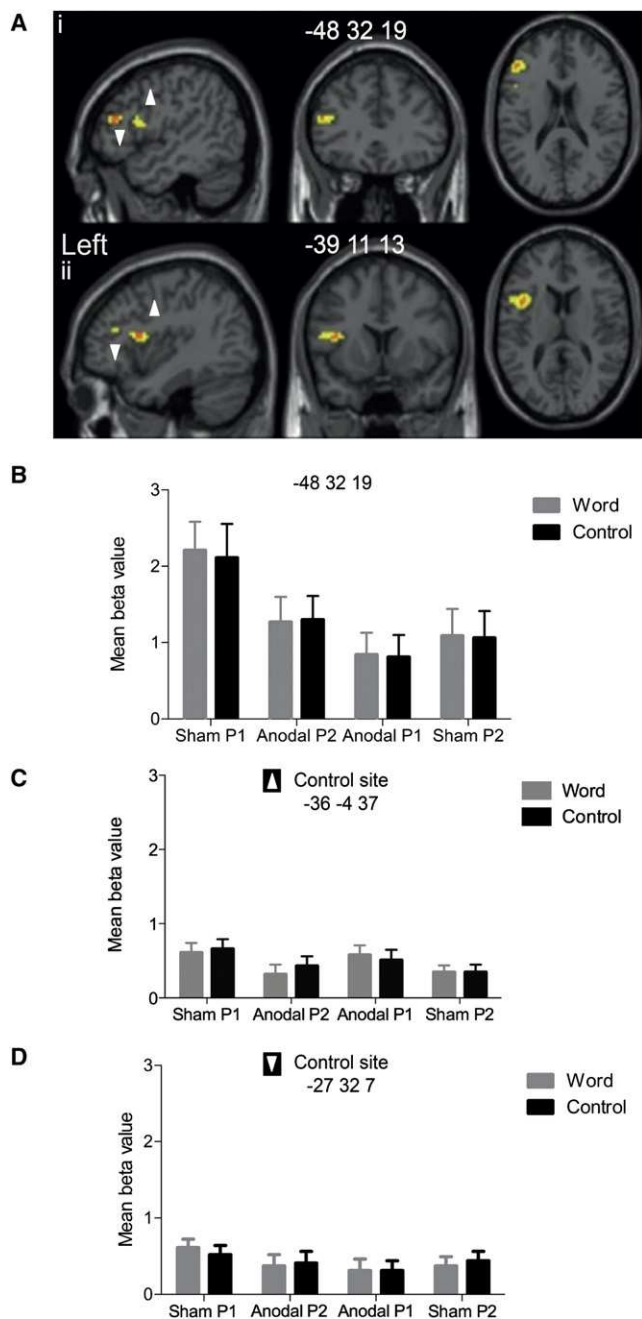 A
i
-48 32 19
Left
-39 11 13
ii
B
-48 32 19
3
2
1
0
Mean beta value
Word
Control
Sham P1 Anodal P2 Anodal P1 Sham P2
C
Control site
-36 -4 37
3
2
1
0
Mean beta value
Word
Control
Sham P1 Anodal P2 Anodal P1 Sham P2
D
Control site
-27 32 7
3
2
1
0
Mean beta value
Word
Control
Sham P1 Anodal P2 Anodal P1 Sham P2